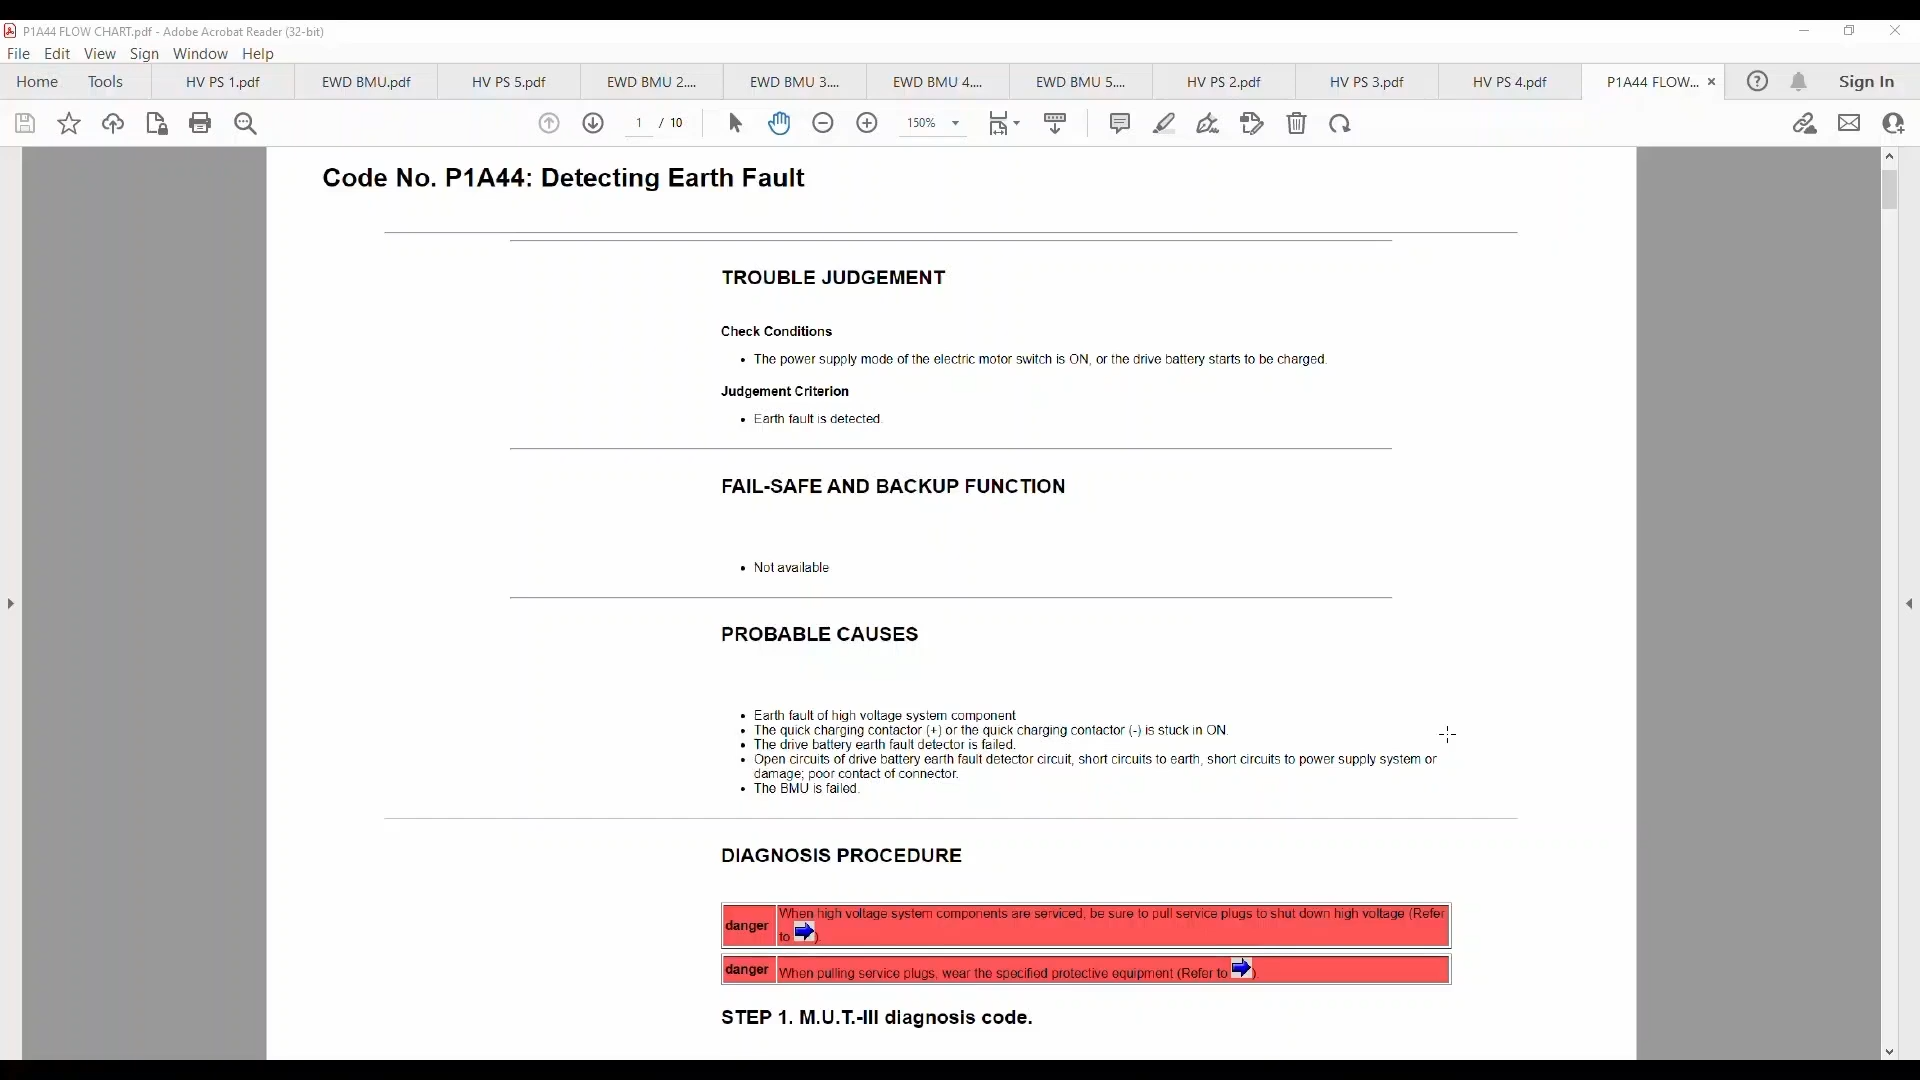 P1A44 FLOW CHART.pdf - Adobe Acrobat Reader (32-bit)
File Edit View Sign Window Help
Home Tools HV PS 1.pdf EWD BMU.pdf HV PS 5.pdf EWD BMU 2.... EWD BMU 3.... EWD BMU 4.... EWD BMU 5.... HV PS 2.pdf HV PS 3.pdf HV PS 4.pdf P1A44 FLOW... × Sign In
1 / 10 150%
Code No. P1A44: Detecting Earth Fault
TROUBLE JUDGEMENT
Check Conditions
• The power supply mode of the electric motor switch is ON, or the drive battery starts to be charged.
Judgement Criterion
• Earth fault is detected.
FAIL-SAFE AND BACKUP FUNCTION
• Not available
PROBABLE CAUSES
• Earth fault of high voltage system component
• The quick charging contactor (+) or the quick charging contactor (-) is stuck in ON.
• The drive battery earth fault detector is failed.
• Open circuits of drive battery earth fault detector circuit, short circuits to earth, short circuits to power supply system or
damage; poor contact of connector.
• The BMU is failed.
DIAGNOSIS PROCEDURE
danger When high voltage system components are serviced, be sure to pull service plugs to shut down high voltage (Refer
to ).
danger When pulling service plugs, wear the specified protective equipment (Refer to )
STEP 1. M.U.T.-III diagnosis code.